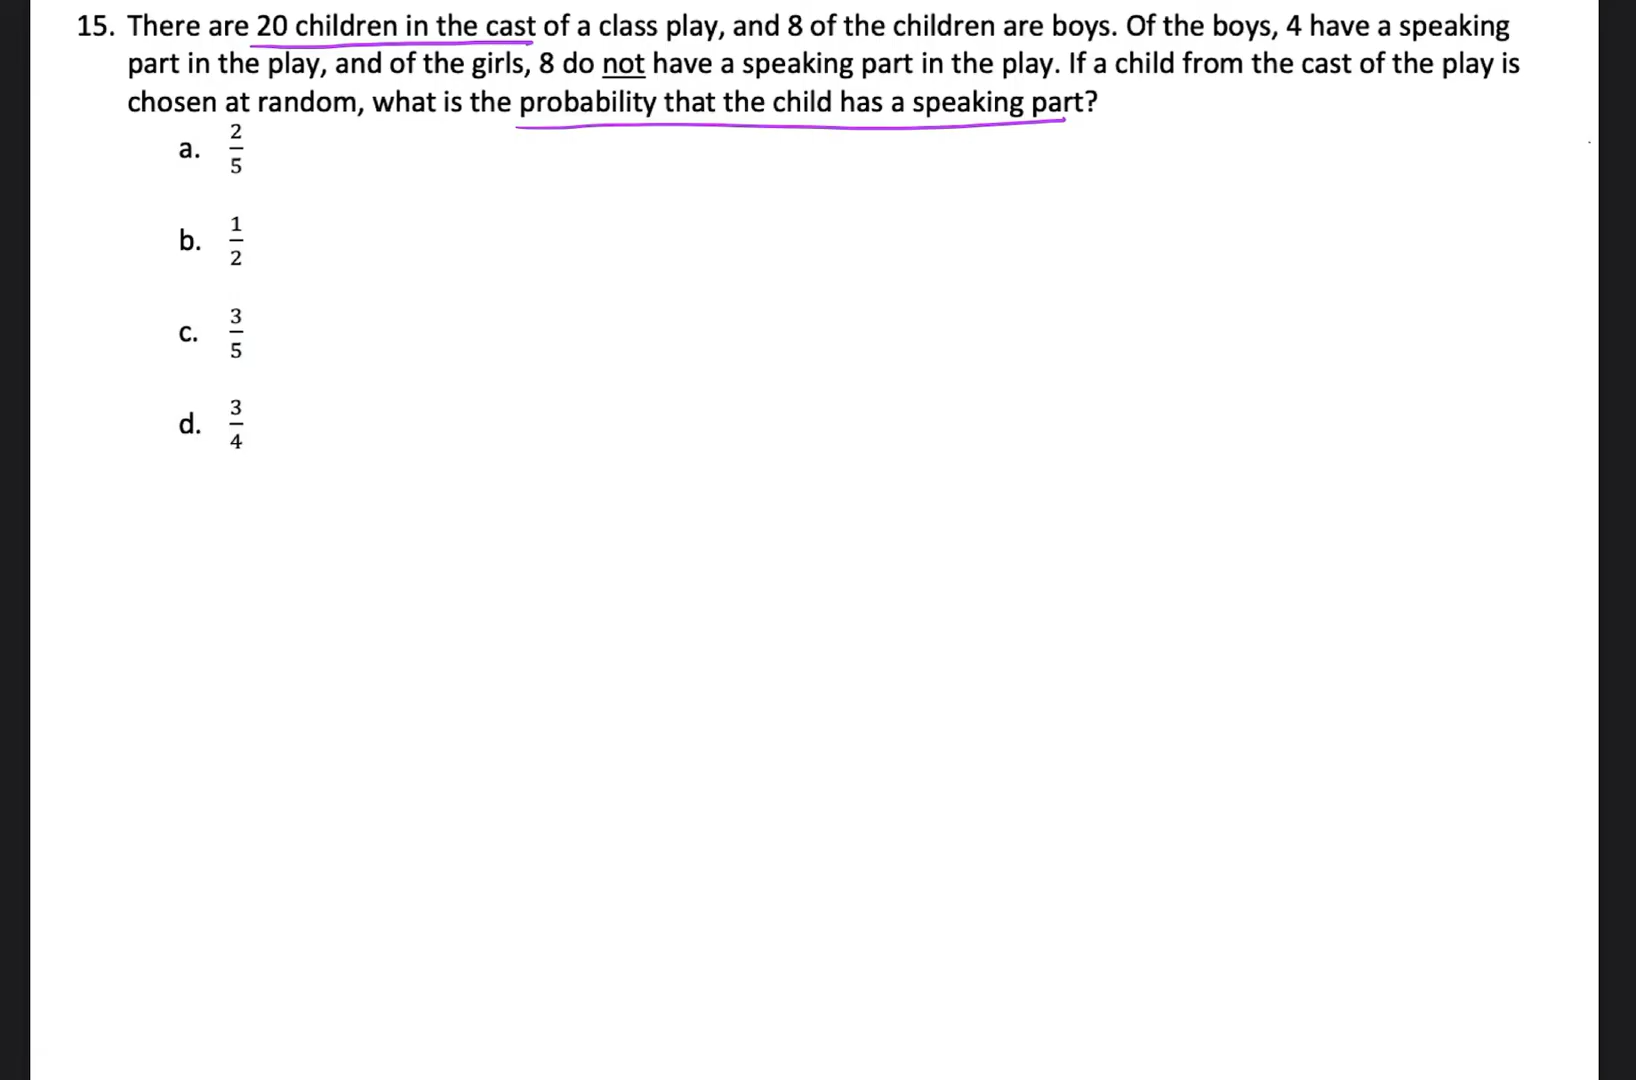 15. There are 20 children in the cast of a class play, and 8 of the children are boys. Of the boys, 4 have a speaking
part in the play, and of the girls, 8 do not have a speaking part in the play. If a child from the cast of the play is
chosen at random, what is the probability that the child has a speaking part?
a. 2/5
b. 1/2
c. 3/5
d. 3/4